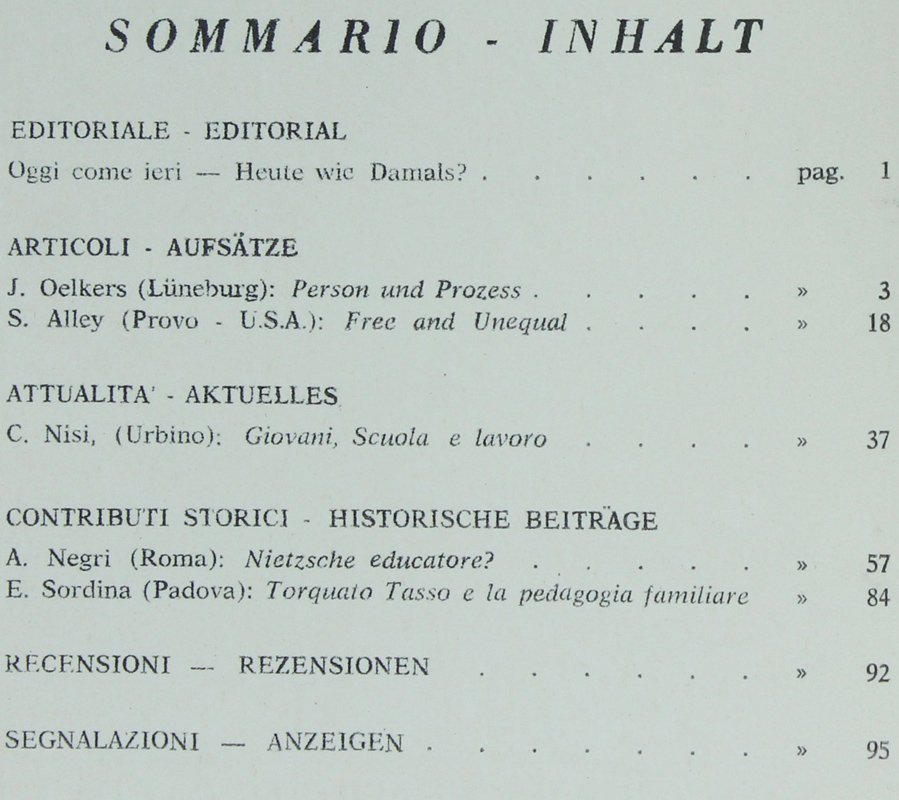 SOMMARIO - INHALT
EDITORIALE - EDITORIAL
Oggi come ieri — Heute wie Damals? . . . . . . pag. 1
ARTICOLI - AUFSÄTZE
J. Oelkers (Lüneburg): Person und Prozess . . . . . » 3
S. Alley (Provo - U.S.A.): Free and Unequal . . . . » 18
ATTUALITA' - AKTUELLES
C. Nisi, (Urbino): Giovani, Scuola e lavoro . . . . » 37
CONTRIBUTI STORICI - HISTORISCHE BEITRÄGE
A. Negri (Roma): Nietzsche educatore? . . . . . » 57
E. Sordina (Padova): Torquato Tasso e la pedagogia familiare » 84
RECENSIONI — REZENSIONEN . . . . . . » 92
SEGNALAZIONI — ANZEIGEN . . . . . . . » 95